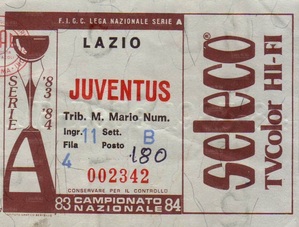 F.I.G.C. LEGA NAZIONALE SERIE A
LAZIO
JUVENTUS
Trib. M. Mario Num.
Ingr. 11 Sett. B
Fila 4 Posto 180
002342
CONSERVARE PER IL CONTROLLO
83 CAMPIONATO NAZIONALE 84
SERIE A
'83 '84
seleco®
TVcolor HI-FI